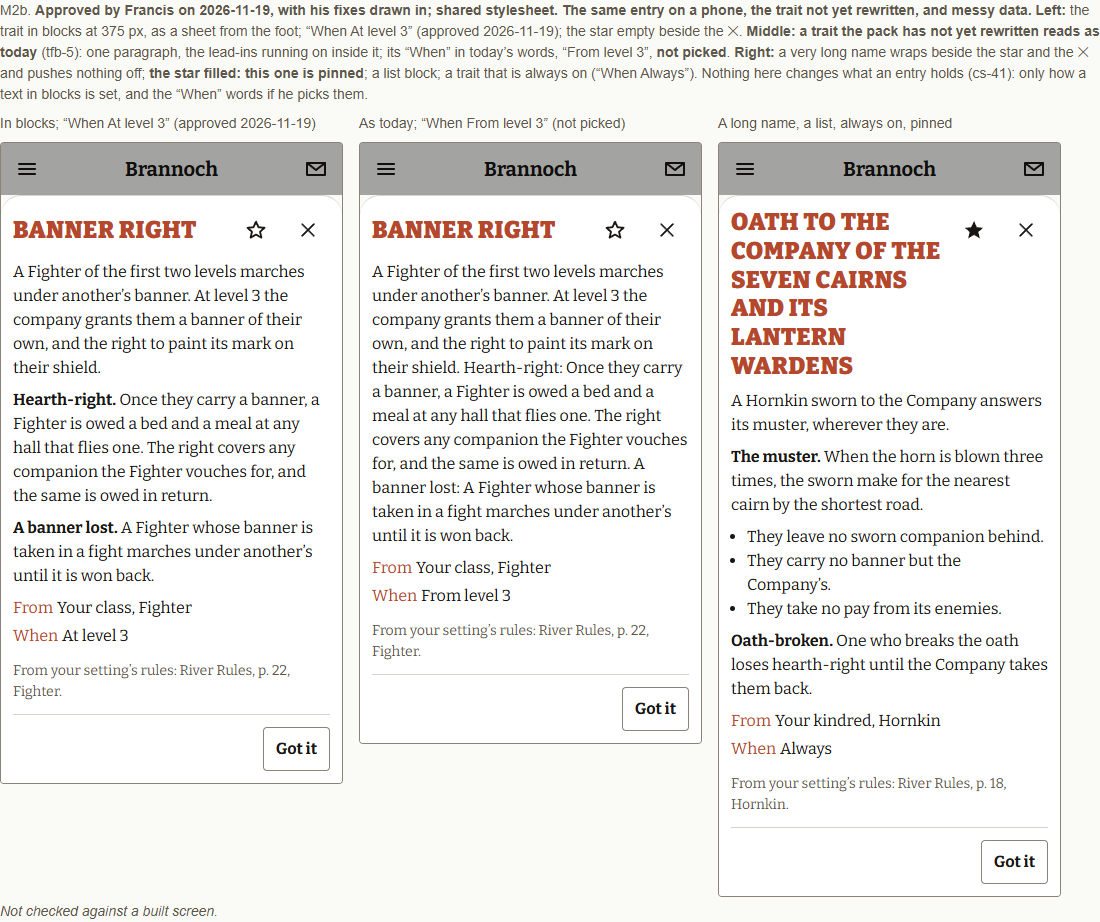 M2b. Approved by Francis on 2026-11-19, with his fixes drawn in; shared stylesheet. The same entry on a phone, the trait not yet rewritten, and messy data. Left: the
trait in blocks at 375 px, as a sheet from the foot; “When At level 3” (approved 2026-11-19); the star empty beside the ✕. Middle: a trait the pack has not yet rewritten reads as
today (tfb-5): one paragraph, the lead-ins running on inside it; its “When” in today’s words, “From level 3”, not picked. Right: a very long name wraps beside the star and the ✕
and pushes nothing off; the star filled: this one is pinned; a list block; a trait that is always on (“When Always”). Nothing here changes what an entry holds (cs-41): only how a
text in blocks is set, and the “When” words if he picks them.
In blocks; “When At level 3” (approved 2026-11-19)
Brannoch
BANNER RIGHT
A Fighter of the first two levels marches
under another’s banner. At level 3 the
company grants them a banner of their
own, and the right to paint its mark on
their shield.
Hearth-right. Once they carry a banner, a
Fighter is owed a bed and a meal at any
hall that flies one. The right covers any
companion the Fighter vouches for, and
the same is owed in return.
A banner lost. A Fighter whose banner is
taken in a fight marches under another’s
until it is won back.
From Your class, Fighter
When At level 3
From your setting’s rules: River Rules, p. 22,
Fighter.
Got it
As today; “When From level 3” (not picked)
Brannoch
BANNER RIGHT
A Fighter of the first two levels marches
under another’s banner. At level 3 the
company grants them a banner of their
own, and the right to paint its mark on
their shield. Hearth-right: Once they carry
a banner, a Fighter is owed a bed and a
meal at any hall that flies one. The right
covers any companion the Fighter vouches
for, and the same is owed in return. A
banner lost: A Fighter whose banner is
taken in a fight marches under another’s
until it is won back.
From Your class, Fighter
When From level 3
From your setting’s rules: River Rules, p. 22,
Fighter.
Got it
A long name, a list, always on, pinned
Brannoch
OATH TO THE
COMPANY OF THE
SEVEN CAIRNS
AND ITS
LANTERN
WARDENS
A Hornkin sworn to the Company answers
its muster, wherever they are.
The muster. When the horn is blown three
times, the sworn make for the nearest
cairn by the shortest road.
• They leave no sworn companion behind.
• They carry no banner but the
Company’s.
• They take no pay from its enemies.
Oath-broken. One who breaks the oath
loses hearth-right until the Company takes
them back.
From Your kindred, Hornkin
When Always
From your setting’s rules: River Rules, p. 18,
Hornkin.
Got it
Not checked against a built screen.